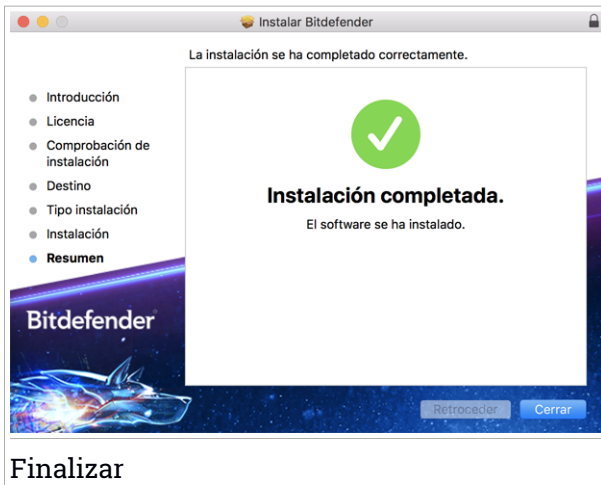 Instalar Bitdefender
La instalación se ha completado correctamente.
Introducción
Licencia
Comprobación de
instalación
Destino
Tipo instalación
Instalación
Resumen
Instalación completada.
El software se ha instalado.
Bitdefender
Retroceder
Cerrar
Finalizar